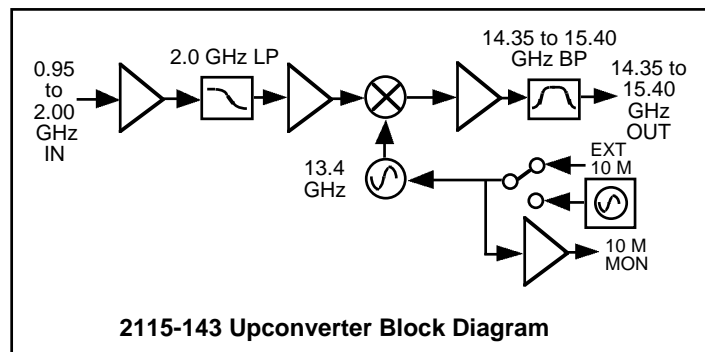 0.95
to
2.00
GHz
IN
2.0 GHz LP
14.35 to 15.40
GHz BP
14.35 to
15.40
GHz
OUT
13.4
GHz
EXT
10 M
10 M
MON
2115-143 Upconverter Block Diagram